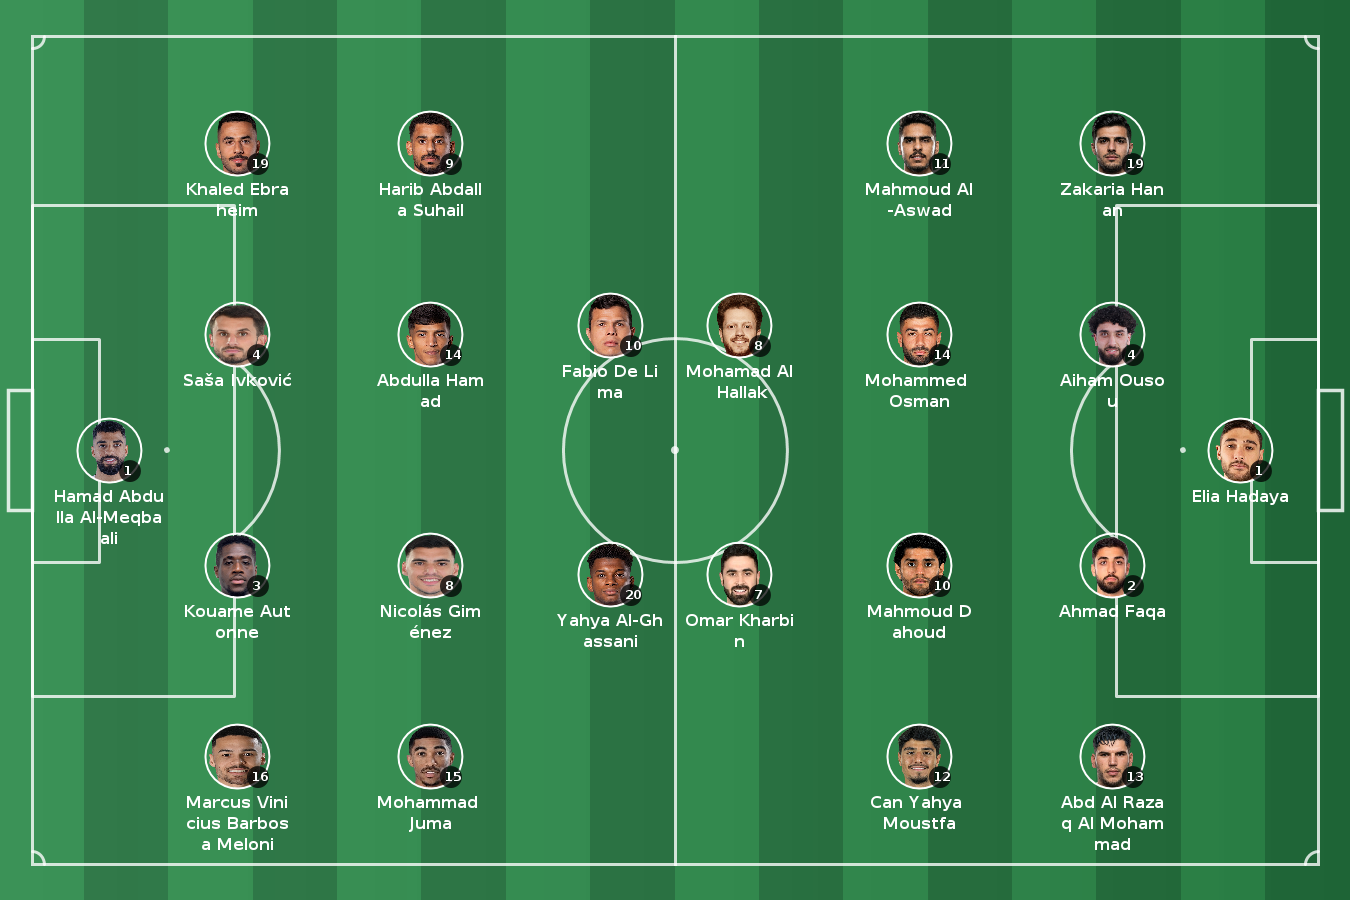 19
Khaled Ebra
heim
9
Harib Abdall
a Suhail
11
Mahmoud Al
-Aswad
19
Zakaria Han
an
4
Saša Ivković
14
Abdulla Ham
ad
10
Fabio De Li
ma
8
Mohamad Al
Hallak
14
Mohammed
Osman
4
Aiham Ouso
u
1
Hamad Abdu
lla Al-Meqba
ali
1
Elia Hadaya
3
Kouame Aut
onne
8
Nicolás Gim
énez
20
Yahya Al-Gh
assani
7
Omar Kharbi
n
10
Mahmoud D
ahoud
2
Ahmad Faqa
16
Marcus Vini
cius Barbos
a Meloni
15
Mohammad
Juma
12
Can Yahya
Moustfa
13
Abd Al Raza
q Al Moham
mad